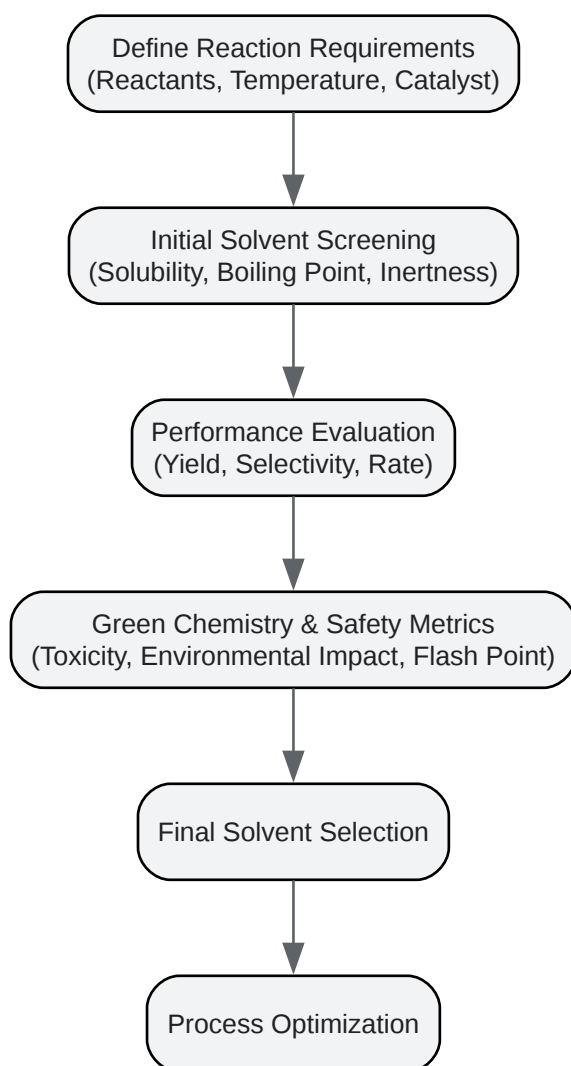 Define Reaction Requirements
(Reactants, Temperature, Catalyst)
Initial Solvent Screening
(Solubility, Boiling Point, Inertness)
Performance Evaluation
(Yield, Selectivity, Rate)
Green Chemistry & Safety Metrics
(Toxicity, Environmental Impact, Flash Point)
Final Solvent Selection
Process Optimization